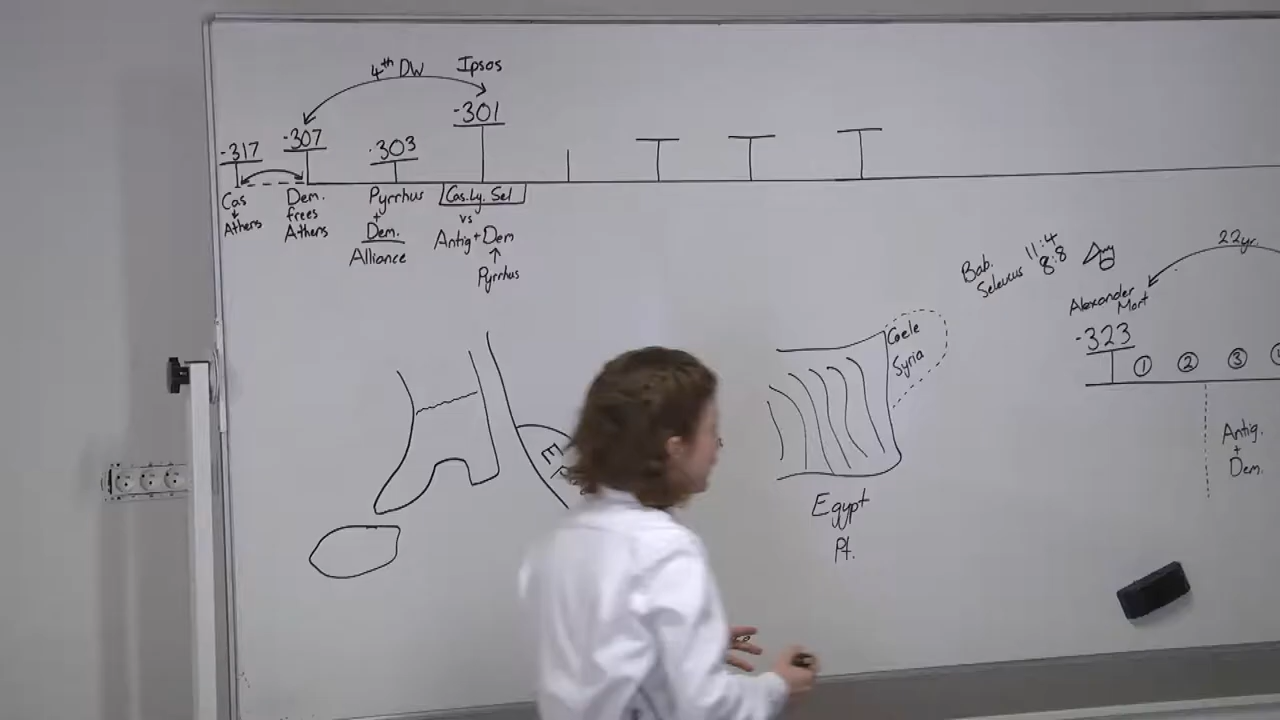 4th DW
Ipsos
-317
-307
-303
-301
Cas
Athens
Dem.
frees
Athens
Pyrrhus
+
Dem.
Alliance
Cas. Ly. Sel
vs
Antig + Dem
Pyrrhus
Bab.
Seleucus
11:4
8:8
22yr.
Alexander
Mort
-323
① ② ③
Antig.
+
Dem.
Coele
Syria
Egypt
Pt.